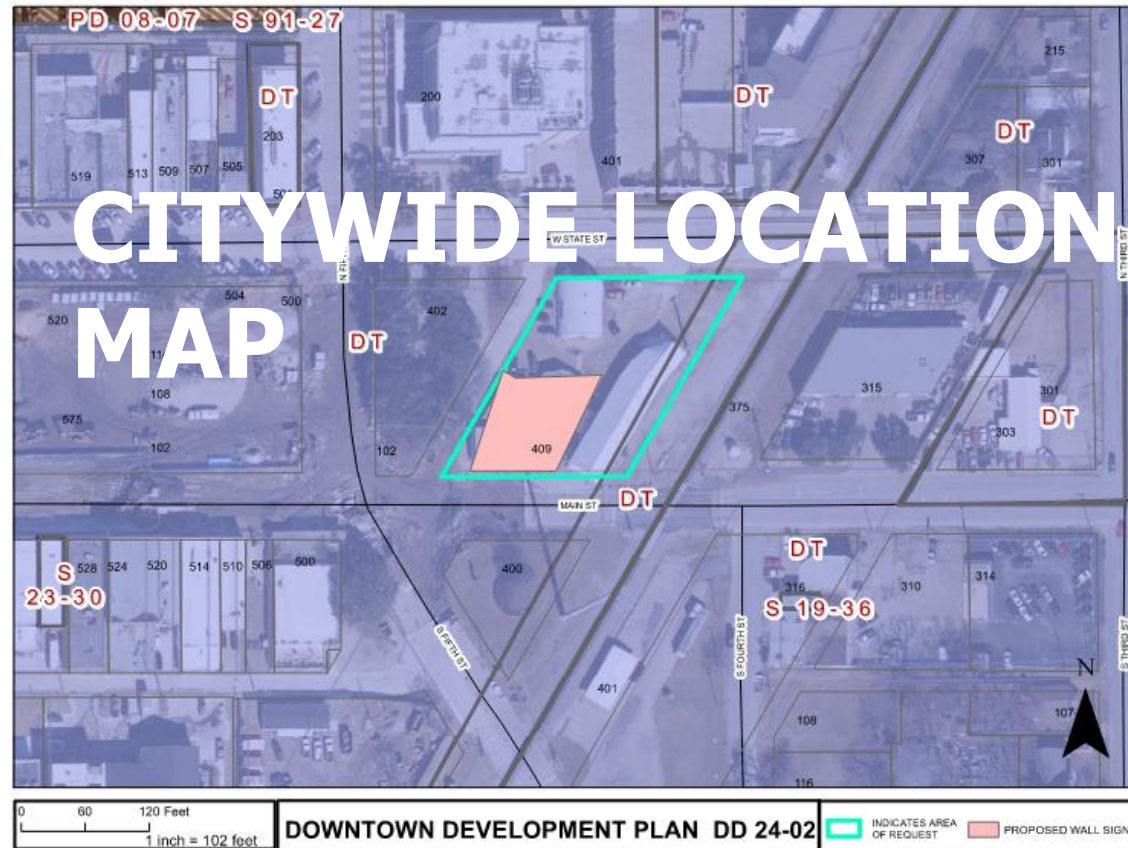 PD 08-07 S 91-27
DT
203
200
DT
215
DT
307
301
401
519
513
509
507
505
CITYWIDE LOCATION
MAP
W STATE ST
N THIRD ST
504
500
520
108
575
102
402
DT
102
409
375
315
301
303
DT
MAIN ST
DT
S
23-30
528
524
520
514
510
506
500
S FIFTH ST
400
401
S FOURTH ST
DT
316
S 19-36
310
314
S THIRD ST
108
107
116
N
0 60 120 Feet
1 inch = 102 feet
DOWNTOWN DEVELOPMENT PLAN DD 24-02
INDICATES AREA
OF REQUEST
PROPOSED WALL SIGN